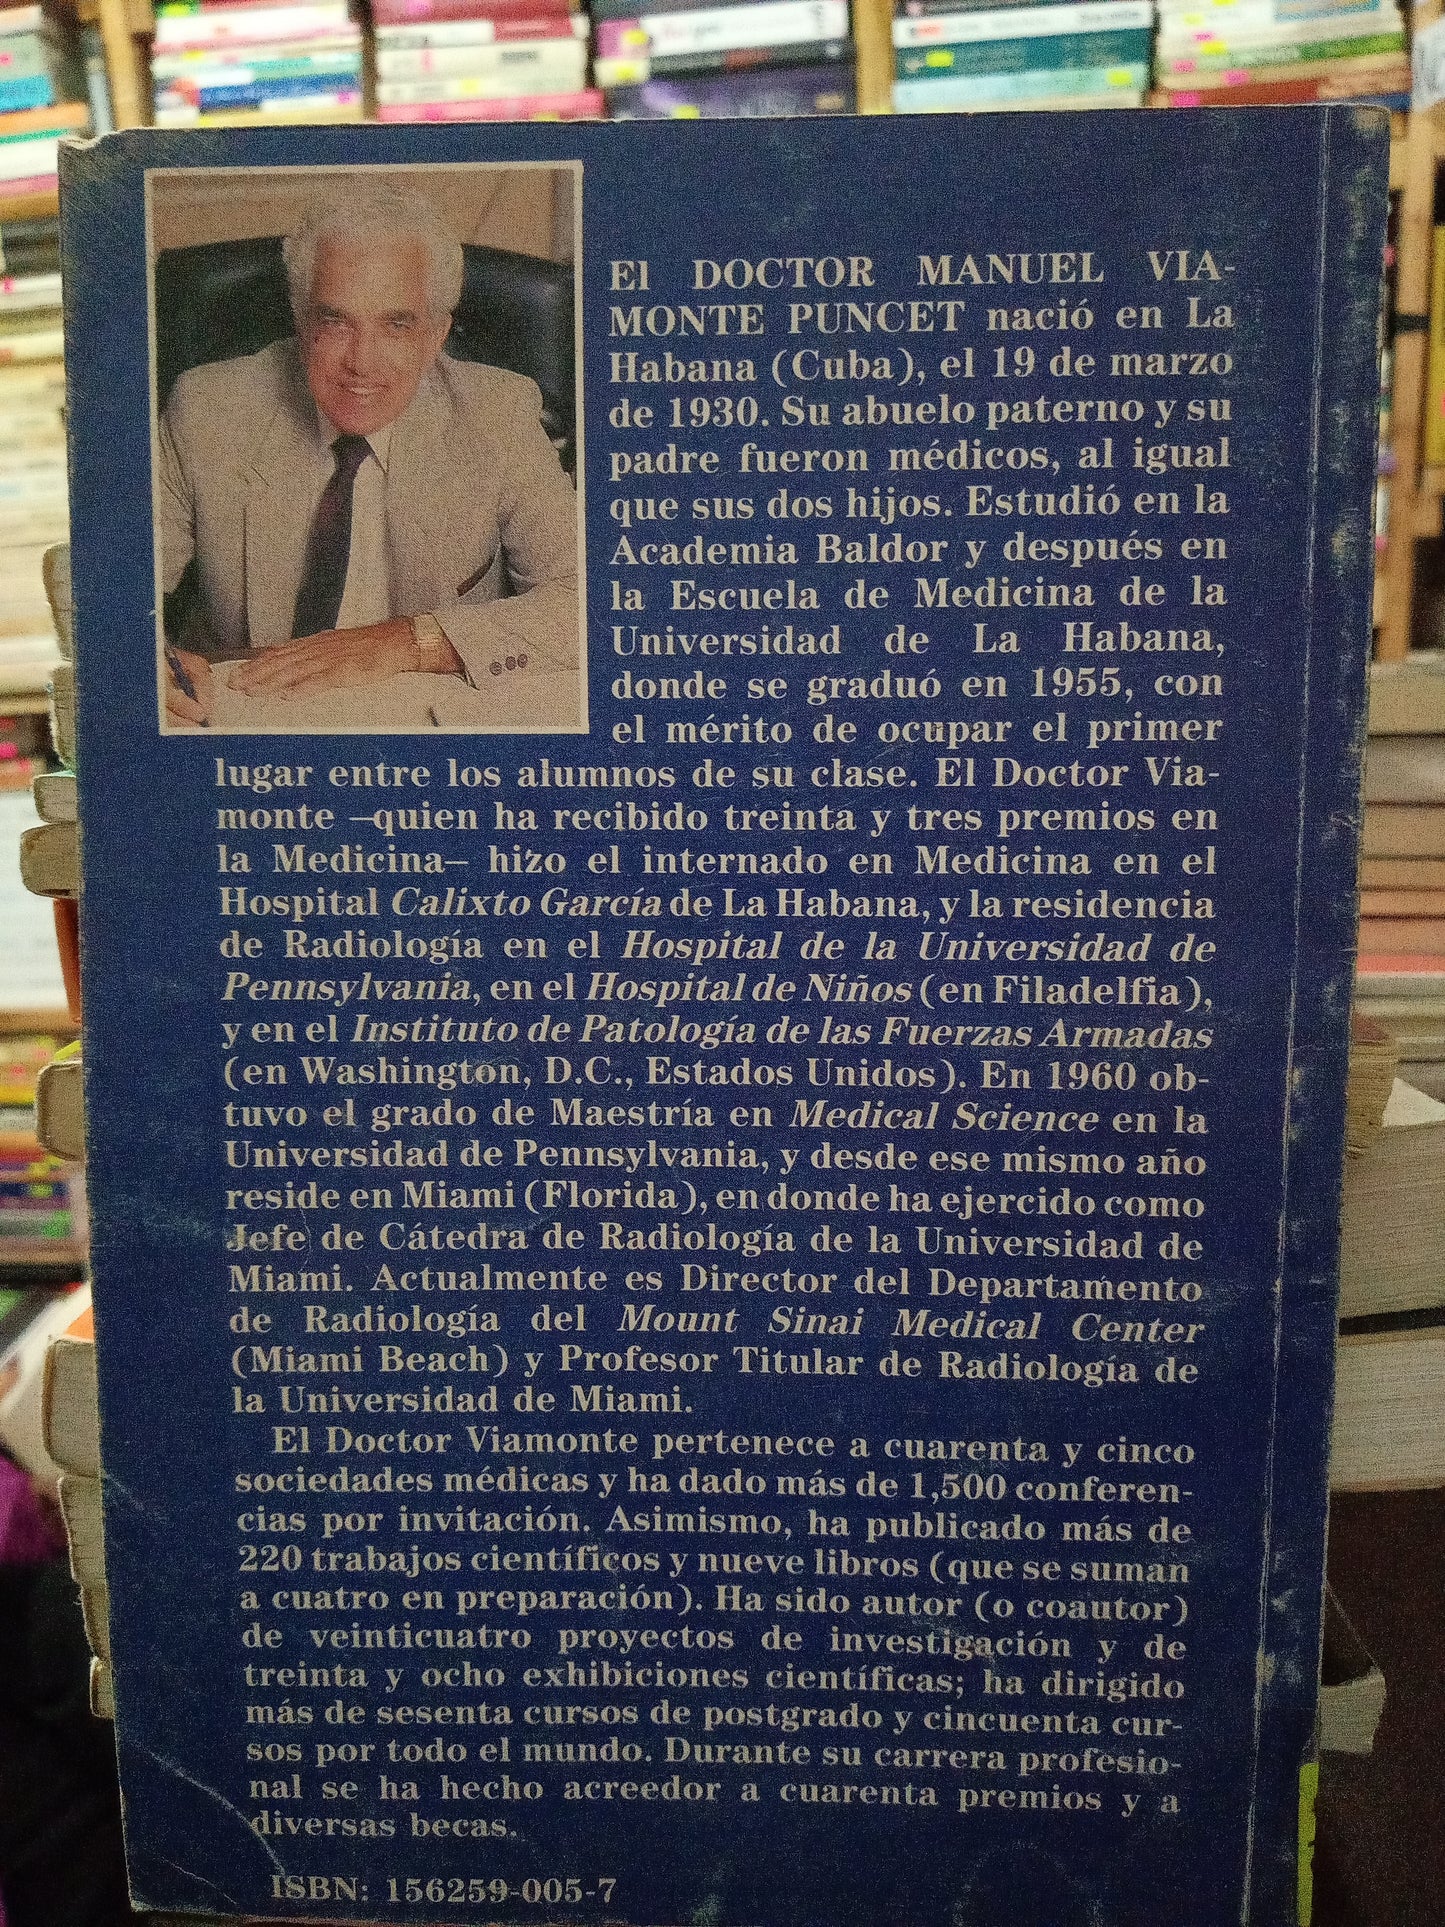 El DOCTOR MANUEL VIA-
MONTE PUNCET nació en La
Habana (Cuba), el 19 de marzo
de 1930. Su abuelo paterno y su
padre fueron médicos, al igual
que sus dos hijos. Estudió en la
Academia Baldor y después en
la Escuela de Medicina de la
Universidad de La Habana,
donde se graduó en 1955, con
el mérito de ocupar el primer
lugar entre los alumnos de su clase. El Doctor Via-
monte –quien ha recibido treinta y tres premios en
la Medicina– hizo el internado en Medicina en el
Hospital Calixto García de La Habana, y la residencia
de Radiología en el Hospital de la Universidad de
Pennsylvania, en el Hospital de Niños (en Filadelfia),
y en el Instituto de Patología de las Fuerzas Armadas
(en Washington, D.C., Estados Unidos). En 1960 ob-
tuvo el grado de Maestría en Medical Science en la
Universidad de Pennsylvania, y desde ese mismo año
reside en Miami (Florida), en donde ha ejercido como
Jefe de Cátedra de Radiología de la Universidad de
Miami. Actualmente es Director del Departamento
de Radiología del Mount Sinai Medical Center
(Miami Beach) y Profesor Titular de Radiología de
la Universidad de Miami.
El Doctor Viamonte pertenece a cuarenta y cinco
sociedades médicas y ha dado más de 1,500 conferen-
cias por invitación. Asimismo, ha publicado más de
220 trabajos científicos y nueve libros (que se suman
a cuatro en preparación). Ha sido autor (o coautor)
de veinticuatro proyectos de investigación y de
treinta y ocho exhibiciones científicas; ha dirigido
más de sesenta cursos de postgrado y cincuenta cur-
sos por todo el mundo. Durante su carrera profesio-
nal se ha hecho acreedor a cuarenta premios y a
diversas becas.
ISBN: 156259-005-7